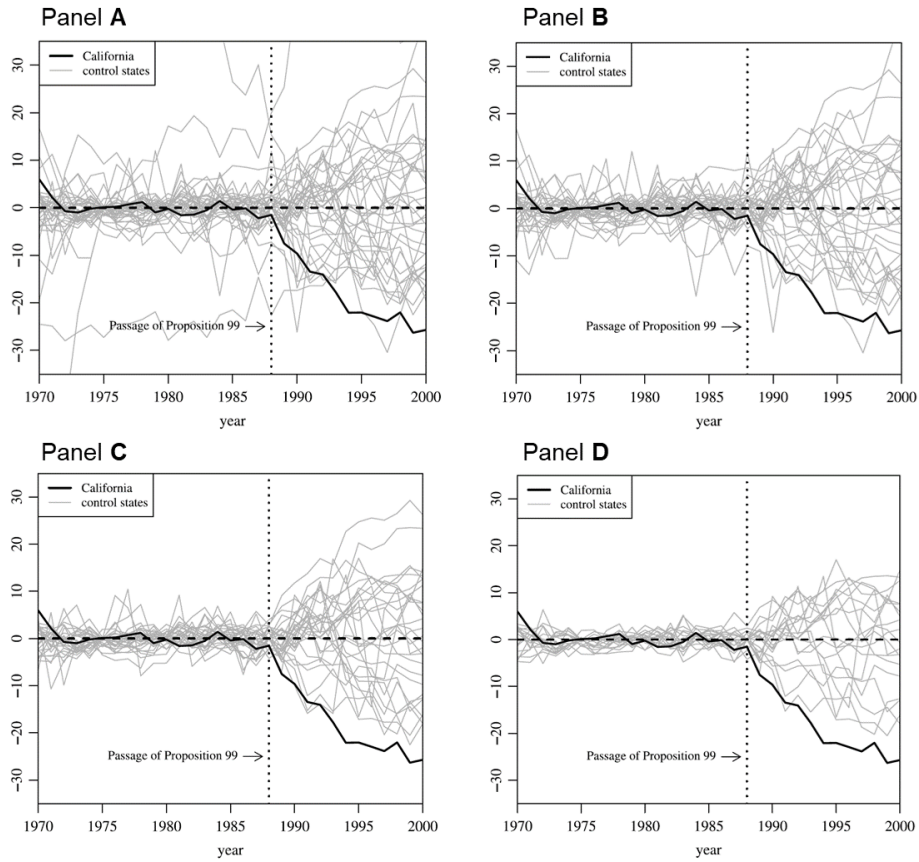 Panel A
California
control states
30
20
10
0
−10
−20
−30
Passage of Proposition 99
1970 1975 1980 1985 1990 1995 2000
year
Panel B
California
control states
30
20
10
0
−10
−20
−30
Passage of Proposition 99
1970 1975 1980 1985 1990 1995 2000
year
Panel C
California
control states
30
20
10
0
−10
−20
−30
Passage of Proposition 99
1970 1975 1980 1985 1990 1995 2000
year
Panel D
California
control states
30
20
10
0
−10
−20
−30
Passage of Proposition 99
1970 1975 1980 1985 1990 1995 2000
year